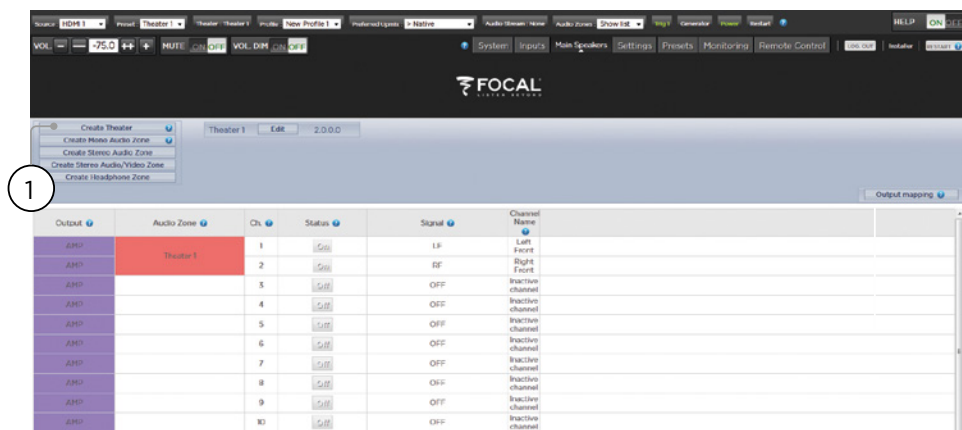 Source HDMI 1 Preset Theater 1 Theater: Theater 1 Profile New Profile 1 Preferred Upmix > Native Audio Stream: None Audio Zones Show list Trig 1 Generator Power Restart HELP ON OFF
VOL. -75.0 MUTE ON OFF VOL. DIM ON OFF System Inputs Main Speakers Settings Presets Monitoring Remote Control LOG OUT Installer RESTART
FOCAL
LISTEN BEYOND
Create Theater Theater 1 Edit 2.0.0.0
Create Mono Audio Zone
Create Stereo Audio Zone
Create Stereo Audio/Video Zone
Create Headphone Zone
1
Output mapping
Output Audio Zone Ch. Status Signal Channel Name
AMP Theater 1 1 On LF Left Front
AMP 2 On RF Right Front
AMP 3 Off OFF Inactive channel
AMP 4 Off OFF Inactive channel
AMP 5 Off OFF Inactive channel
AMP 6 Off OFF Inactive channel
AMP 7 Off OFF Inactive channel
AMP 8 Off OFF Inactive channel
AMP 9 Off OFF Inactive channel
AMP 10 Off OFF Inactive channel